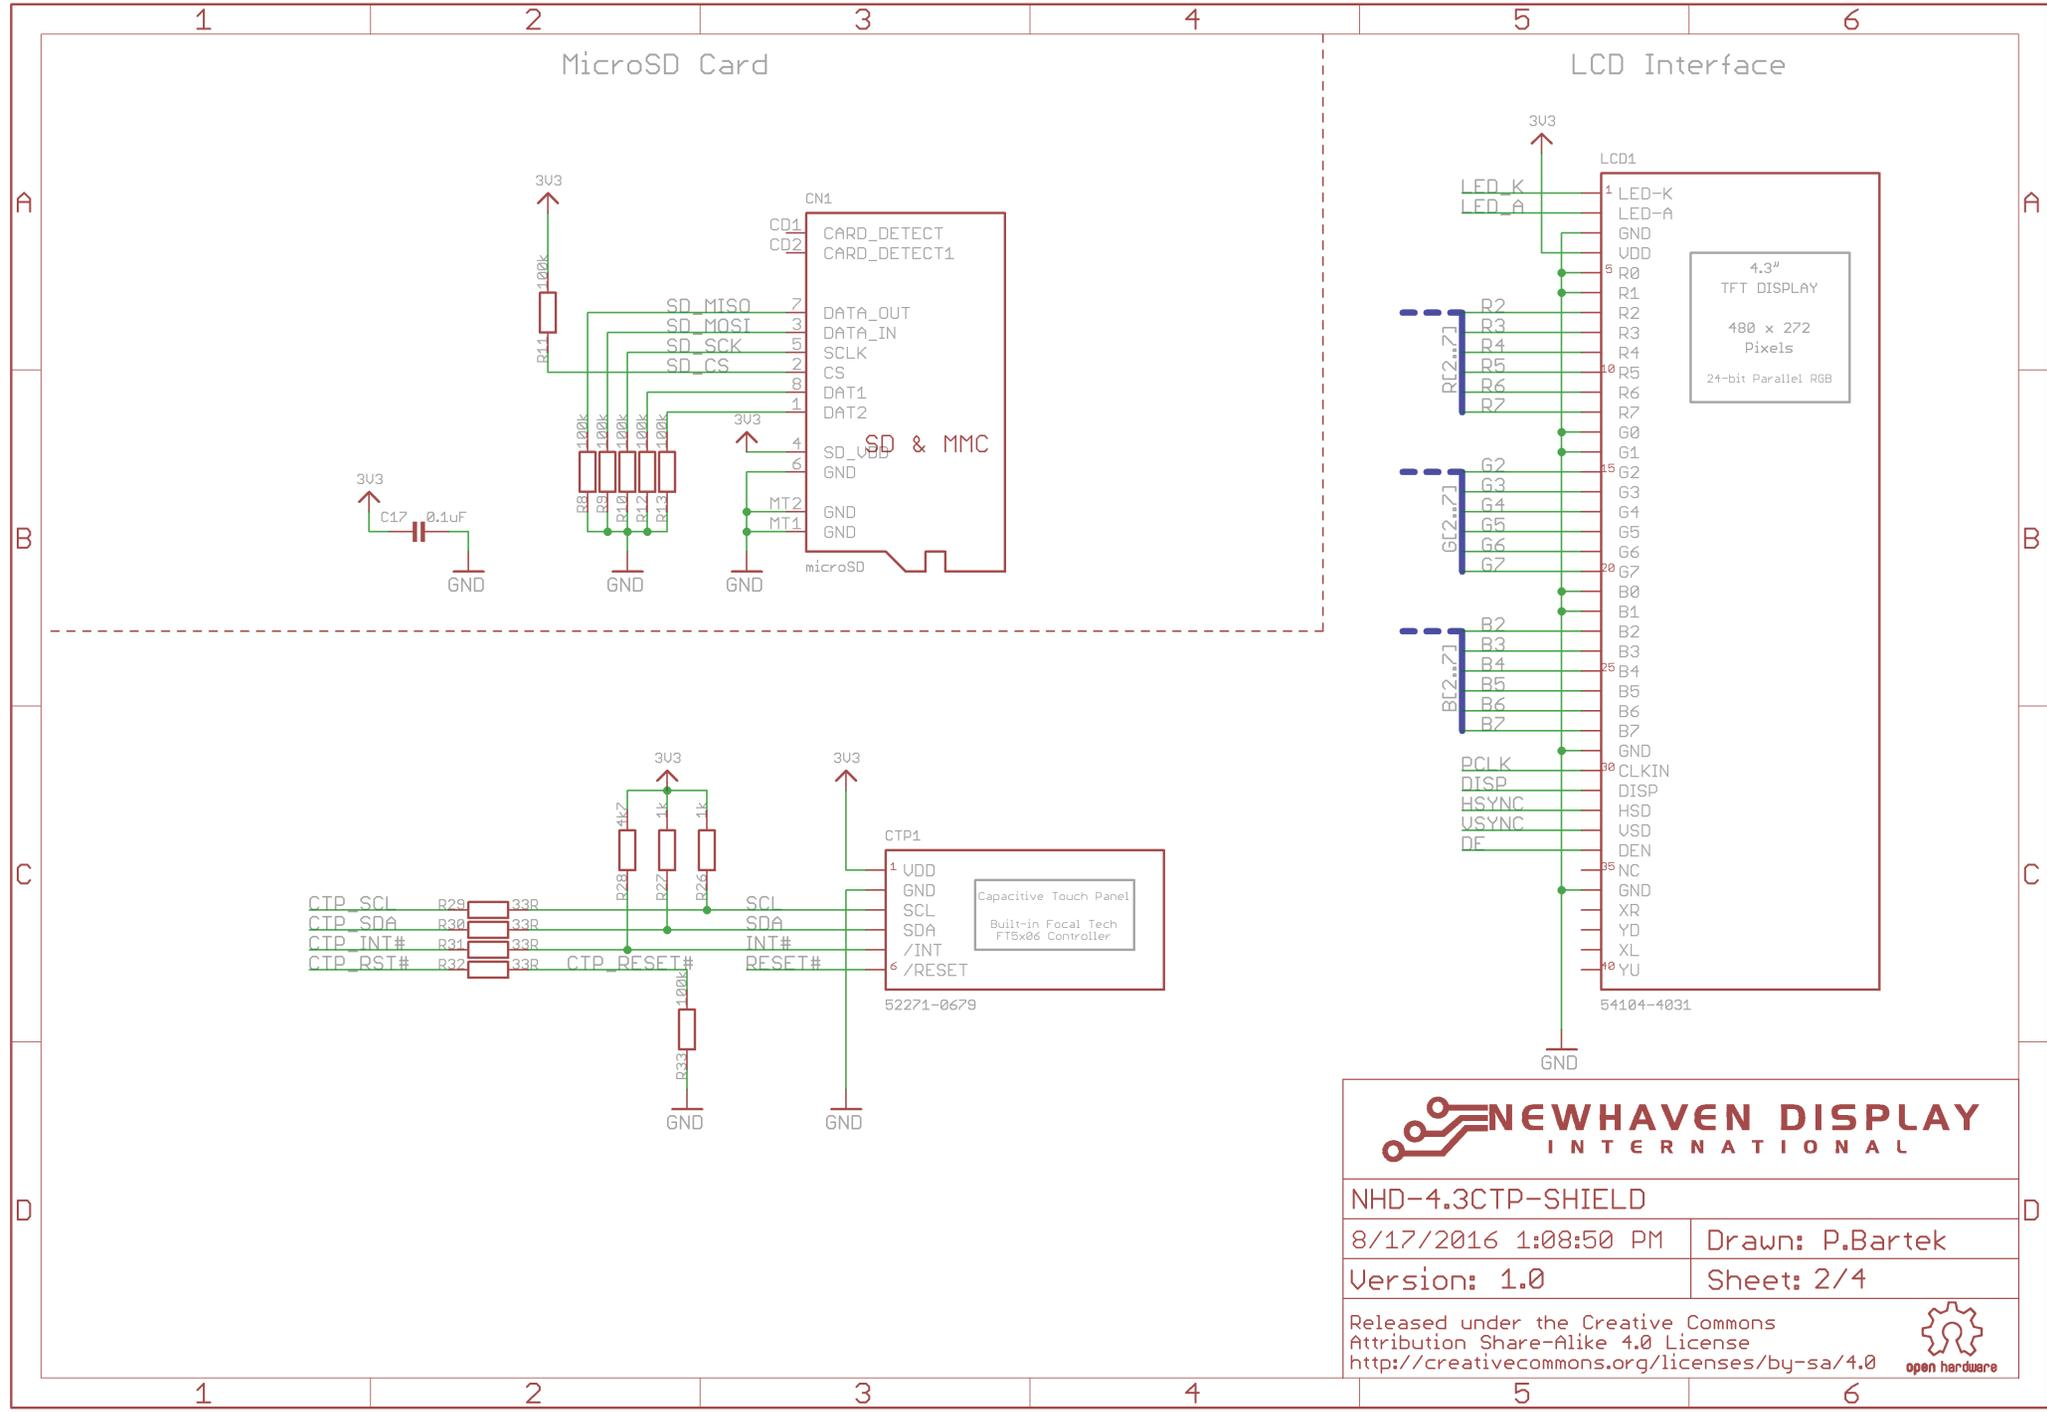 1 2 3 4 5 6
MicroSD Card
LCD Interface
A
A
B
B
C
C
D
D
3V3
R11 100k
CN1
CD1 CARD_DETECT
CD2 CARD_DETECT1
SD_MISO 7 DATA_OUT
SD_MOSI 3 DATA_IN
SD_SCK 5 SCLK
SD_CS 2 CS
8 DAT1
1 DAT2
3V3
4 SD_VDD
SD & MMC
6 GND
MT2 GND
MT1 GND
microSD
100k 100k 100k 100k 100k
R8 R9 R10 R12 R13
3V3
C17 0.1uF
GND
GND
GND
3V3
LCD1
LED_K 1 LED-K
LED_A LED-A
GND
VDD
5 R0
R1
R2 R2
R3 R3
R4 R4
R5 10 R5
R6 R6
R7 R7
R[2..7]
G0
G1
G2 15 G2
G3 G3
G4 G4
G5 G5
G6 G6
G7 20 G7
G[2..7]
B0
B1
B2 B2
B3 B3
B4 25 B4
B5 B5
B6 B6
B7 B7
B[2..7]
GND
PCLK 30 CLKIN
DISP DISP
HSYNC HSD
VSYNC VSD
DE DEN
35 NC
GND
XR
YD
XL
40 YU
54104-4031
GND
4.3"
TFT DISPLAY
480 x 272
Pixels
24-bit Parallel RGB
3V3
4k7 1k 1k
R28 R27 R26
3V3
CTP1
1 VDD
GND
CTP_SCL R29 33R SCL SCL
CTP_SDA R30 33R SDA SDA
CTP_INT# R31 33R INT# /INT
CTP_RST# R32 33R CTP_RESET# RESET# 6 /RESET
52271-0679
Capacitive Touch Panel
Built-in Focal Tech
FT5x06 Controller
100k
R33
GND
GND
NEWHAVEN DISPLAY
INTERNATIONAL
NHD-4.3CTP-SHIELD
8/17/2016 1:08:50 PM
Drawn: P.Bartek
Version: 1.0
Sheet: 2/4
Released under the Creative Commons
Attribution Share-Alike 4.0 License
http://creativecommons.org/licenses/by-sa/4.0
open hardware
1 2 3 4 5 6